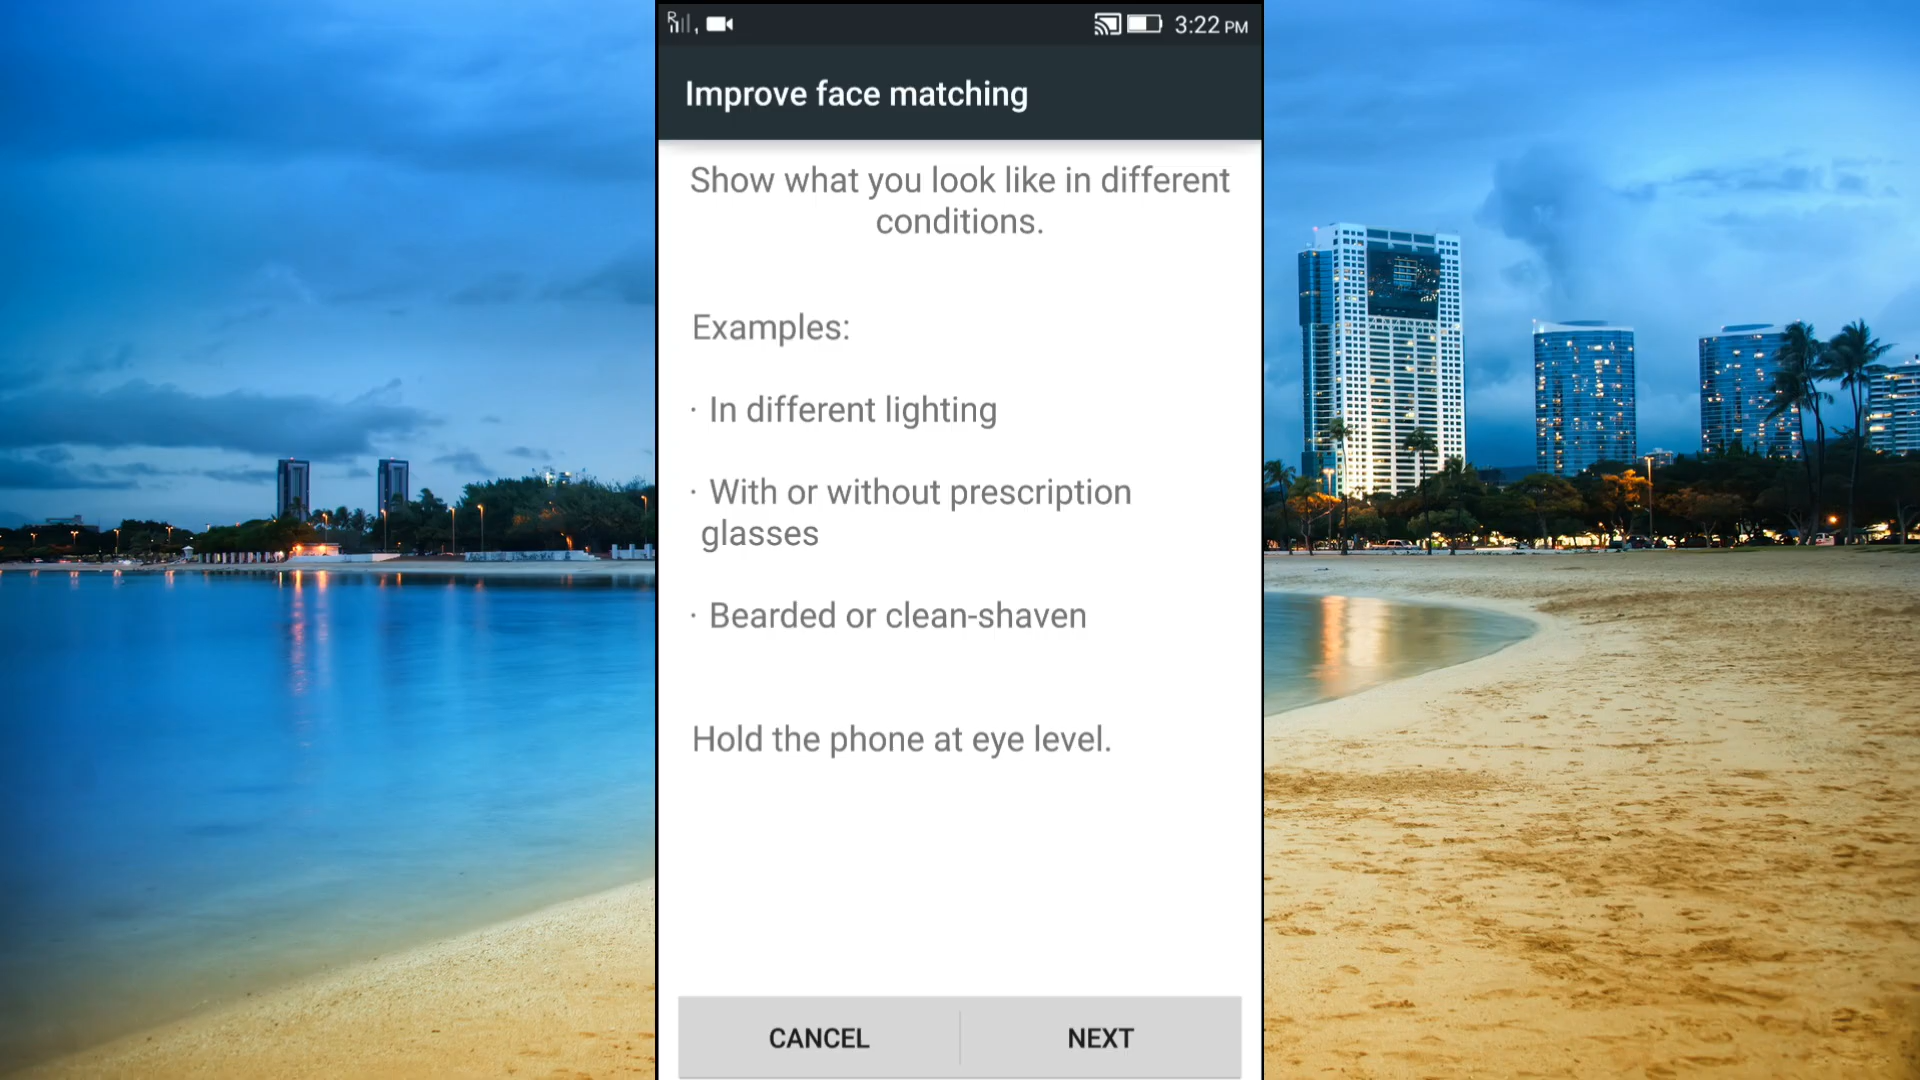 R 1 3:22 PM
Improve face matching
Show what you look like in different
conditions.
Examples:
· In different lighting
· With or without prescription
glasses
· Bearded or clean-shaven
Hold the phone at eye level.
CANCEL NEXT